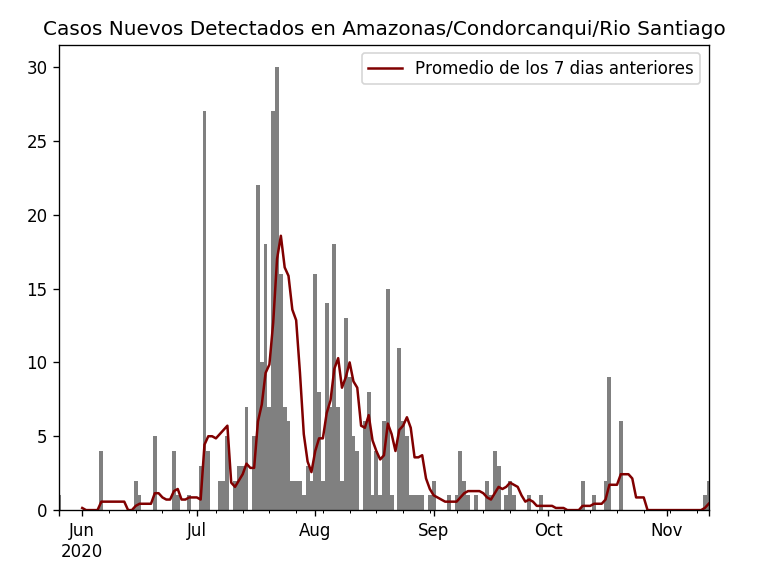 Casos Nuevos Detectados en Amazonas/Condorcanqui/Rio Santiago
Promedio de los 7 dias anteriores
30
25
20
15
10
5
0
Jun Jul Aug Sep Oct Nov
2020